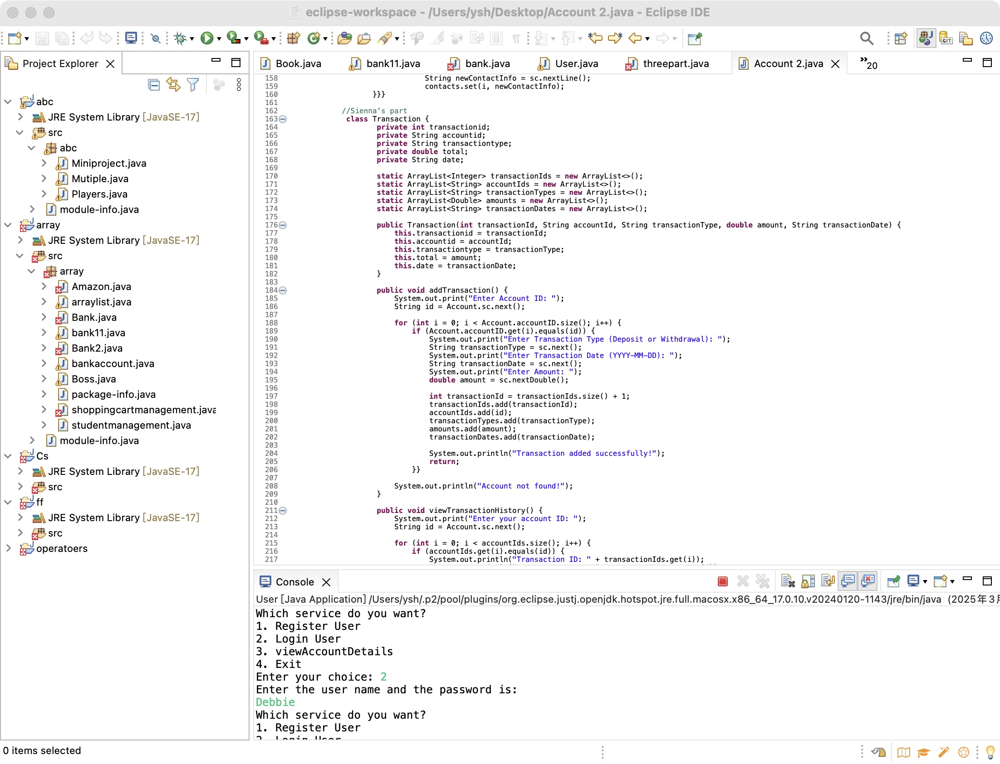 eclipse-workspace - /Users/ysh/Desktop/Account 2.java - Eclipse IDE
Project Explorer
abc
JRE System Library [JavaSE-17]
src
abc
Miniproject.java
Mutiple.java
Players.java
module-info.java
array
JRE System Library [JavaSE-17]
src
array
Amazon.java
arraylist.java
Bank.java
bank11.java
Bank2.java
bankaccount.java
Boss.java
package-info.java
shoppingcartmanagement.java
studentmanagement.java
module-info.java
Cs
JRE System Library [JavaSE-17]
src
ff
JRE System Library [JavaSE-17]
src
operatoers
Book.java bank11.java bank.java User.java threepart.java Account 2.java »20
158 String newContactInfo = sc.nextLine();
159 contacts.set(i, newContactInfo);
160 }}}
161
162 //Sienna's part
163 class Transaction {
164 private int transactionid;
165 private String accountid;
166 private String transactiontype;
167 private double total;
168 private String date;
169
170 static ArrayList<Integer> transactionIds = new ArrayList<>();
171 static ArrayList<String> accountIds = new ArrayList<>();
172 static ArrayList<String> transactionTypes = new ArrayList<>();
173 static ArrayList<Double> amounts = new ArrayList<>();
174 static ArrayList<String> transactionDates = new ArrayList<>();
175
176 public Transaction(int transactionId, String accountId, String transactionType, double amount, String transactionDate) {
177 this.transactionid = transactionId;
178 this.accountid = accountId;
179 this.transactiontype = transactionType;
180 this.total = amount;
181 this.date = transactionDate;
182 }
183
184 public void addTransaction() {
185 System.out.print("Enter Account ID: ");
186 String id = Account.sc.next();
187
188 for (int i = 0; i < Account.accountID.size(); i++) {
189 if (Account.accountID.get(i).equals(id)) {
190 System.out.print("Enter Transaction Type (Deposit or Withdrawal): ");
191 String transactionType = sc.next();
192 System.out.print("Enter Transaction Date (YYYY-MM-DD): ");
193 String transactionDate = sc.next();
194 System.out.print("Enter Amount: ");
195 double amount = sc.nextDouble();
196
197 int transactionId = transactionIds.size() + 1;
198 transactionIds.add(transactionId);
199 accountIds.add(id);
200 transactionTypes.add(transactionType);
201 amounts.add(amount);
202 transactionDates.add(transactionDate);
203
204 System.out.println("Transaction added successfully!");
205 return;
206 }}
207
208 System.out.println("Account not found!");
209 }
210
211 public void viewTransactionHistory() {
212 System.out.print("Enter your account ID: ");
213 String id = Account.sc.next();
214
215 for (int i = 0; i < accountIds.size(); i++) {
216 if (accountIds.get(i).equals(id)) {
217 System.out.println("Transaction ID: " + transactionIds.get(i));
Console
User [Java Application] /Users/ysh/.p2/pool/plugins/org.eclipse.justj.openjdk.hotspot.jre.full.macosx.x86_64_17.0.10.v20240120-1143/jre/bin/java (2025年3月
Which service do you want?
1. Register User
2. Login User
3. viewAccountDetails
4. Exit
Enter your choice: 2
Enter the user name and the password is:
Debbie
Which service do you want?
1. Register User
2. Login User
0 items selected